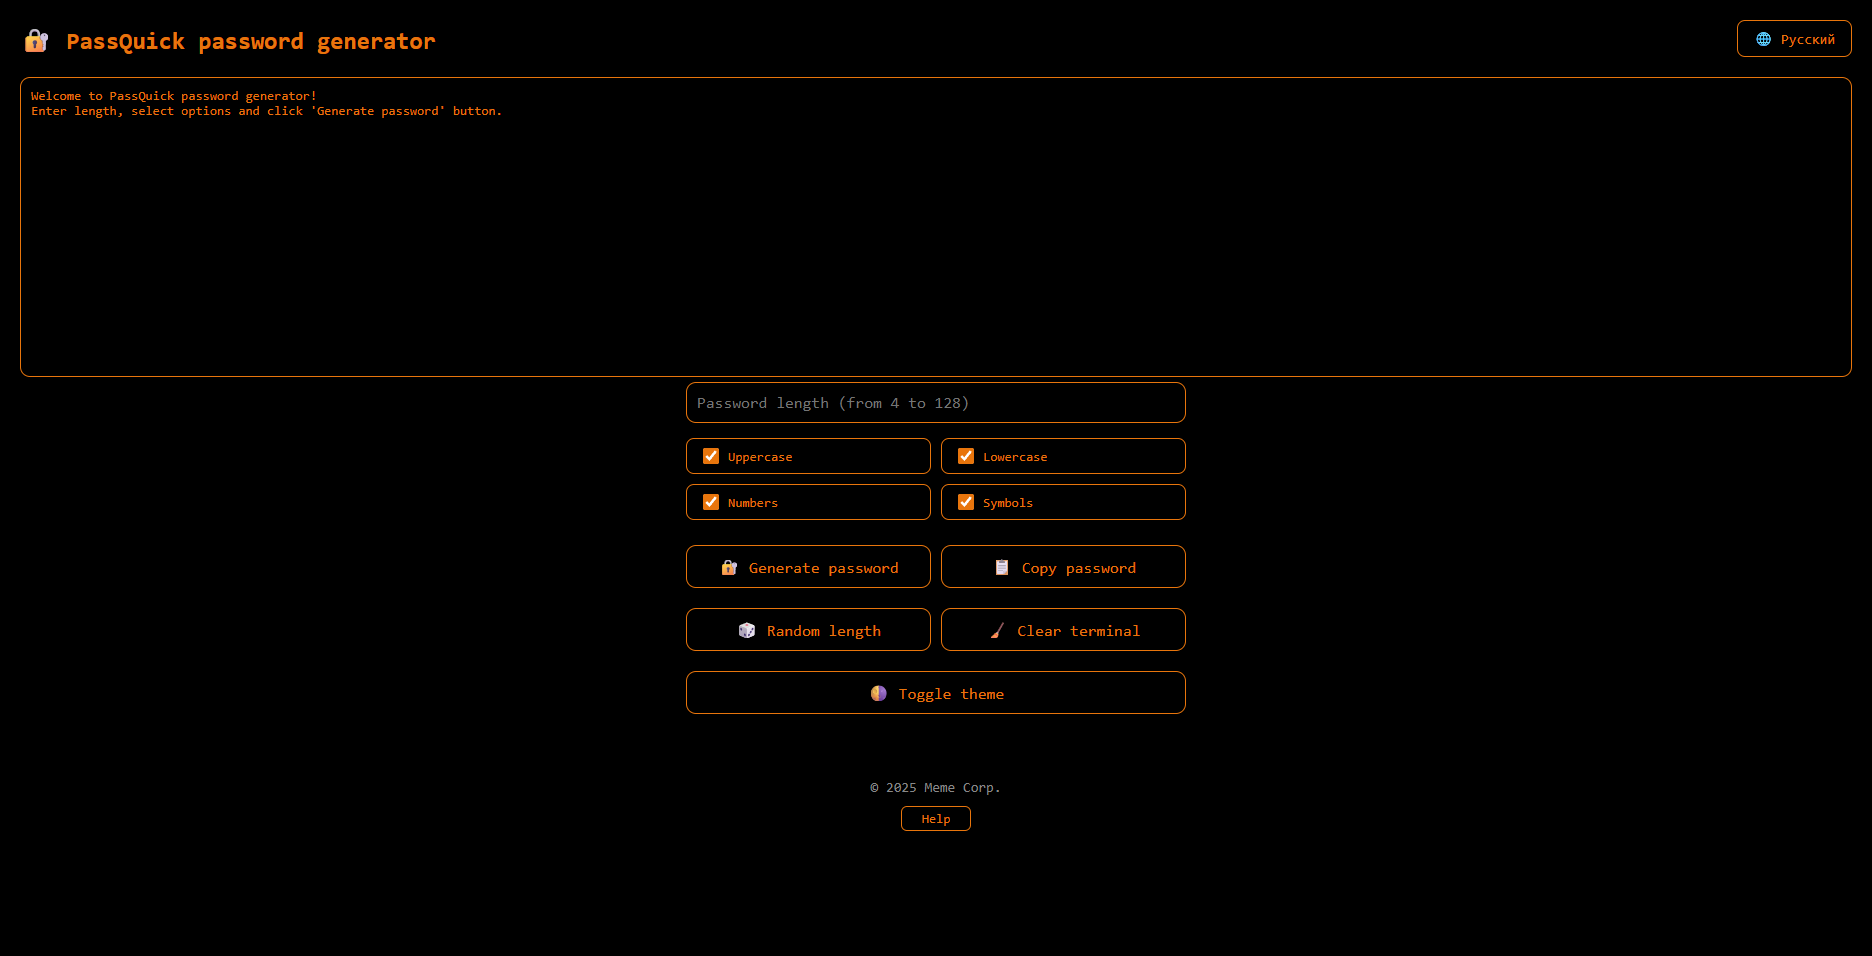 PassQuick password generator
Русский
Welcome to PassQuick password generator!
Enter length, select options and click 'Generate password' button.
Password length (from 4 to 128)
Uppercase
Lowercase
Numbers
Symbols
Generate password
Copy password
Random length
Clear terminal
Toggle theme
© 2025 Meme Corp.
Help